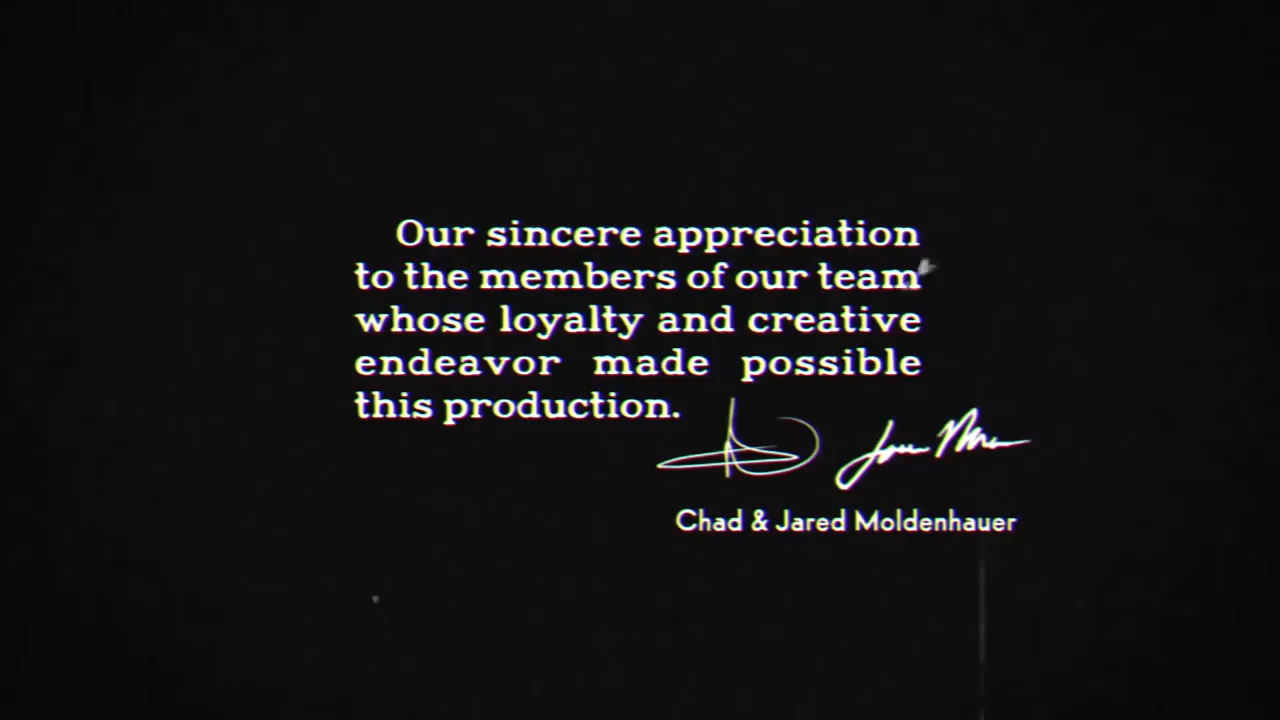 Our sincere appreciation
to the members of our team
whose loyalty and creative
endeavor made possible
this production.
Chad & Jared Moldenhauer